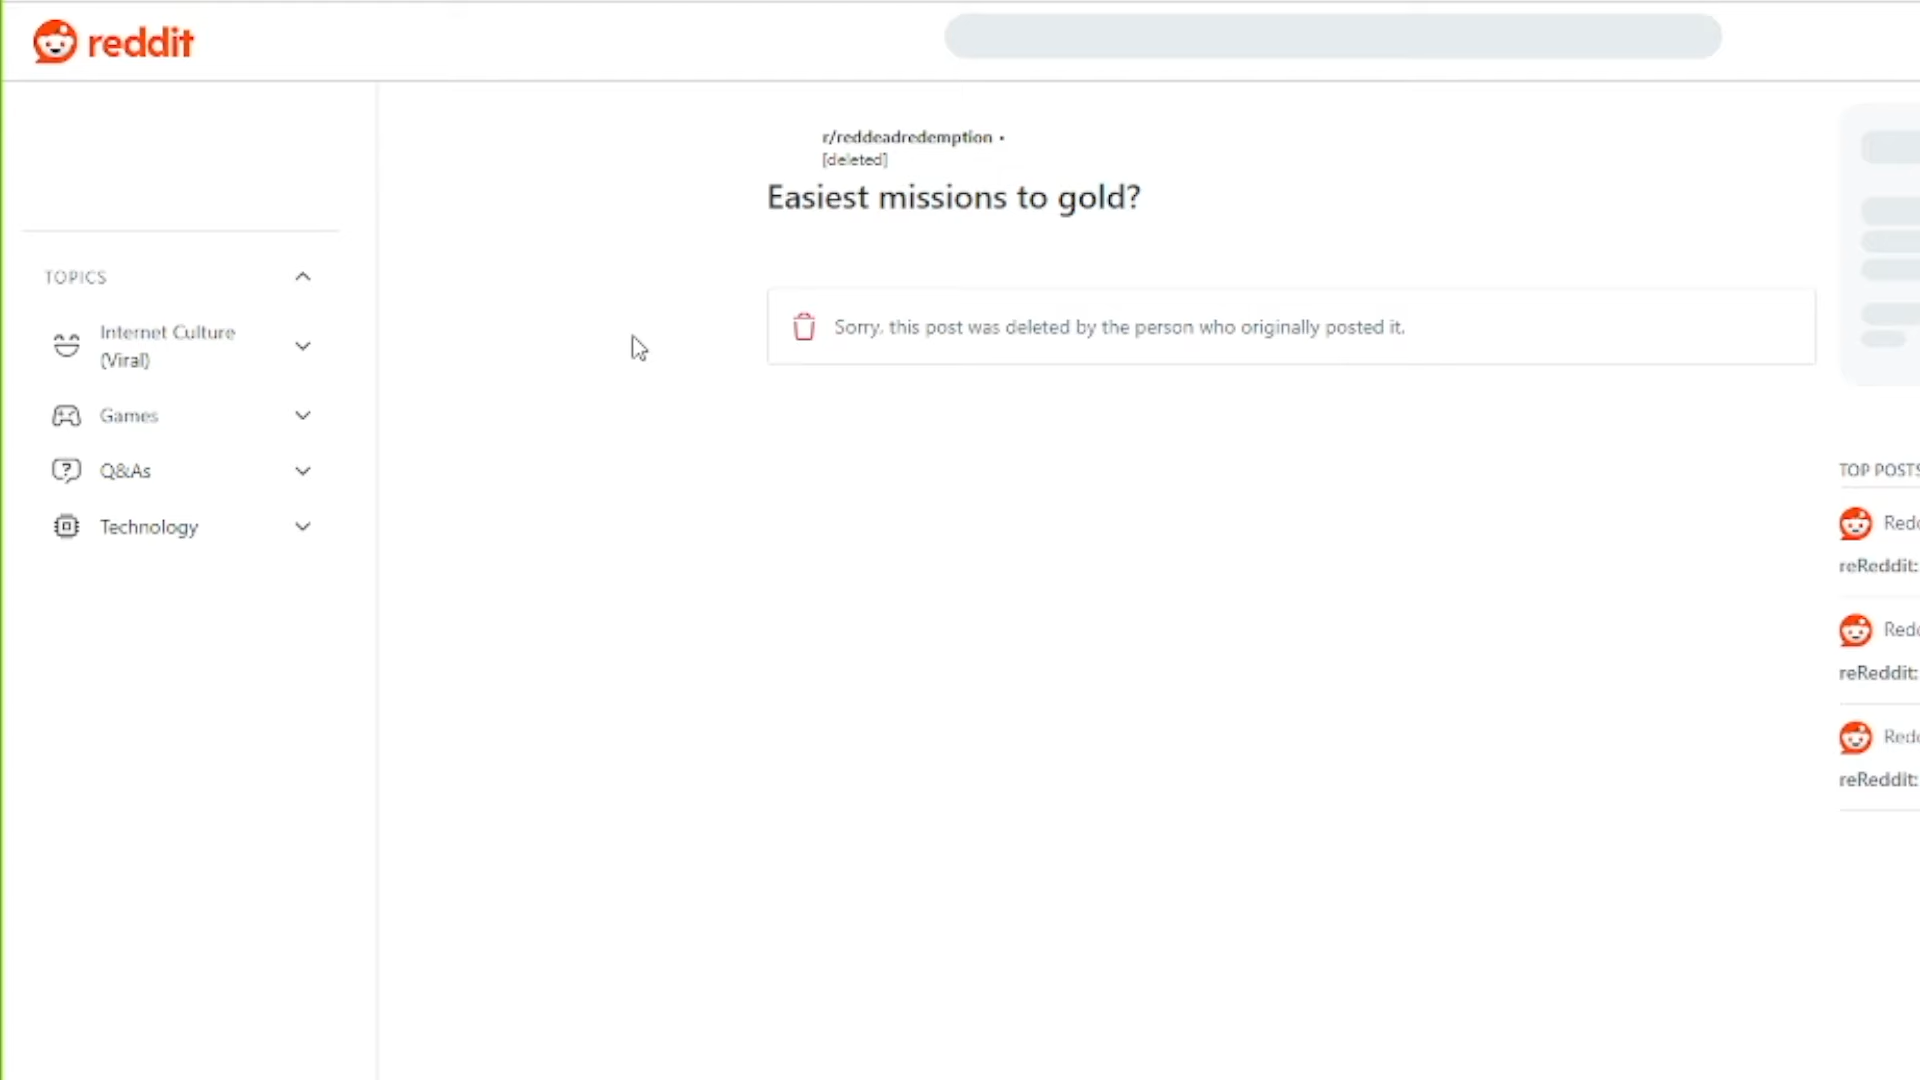 reddit
r/reddeadredemption •
[deleted]
Easiest missions to gold?
TOPICS
Internet Culture
(Viral)
Games
Q&As
Technology
Sorry, this post was deleted by the person who originally posted it.
TOP POSTS
reReddit:
reReddit:
reReddit: